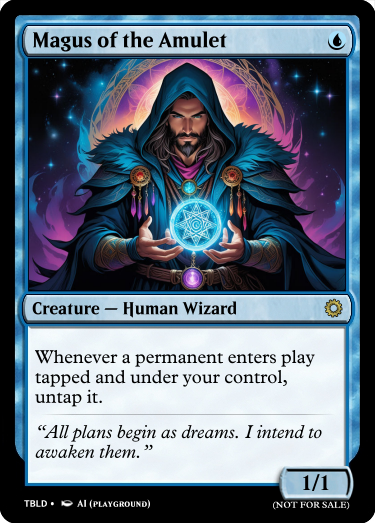 Magus of the Amulet
Creature — Human Wizard
Whenever a permanent enters play
tapped and under your control,
untap it.
“All plans begin as dreams. I intend to
awaken them.”
1/1
TBLD • AI (PLAYGROUND)
(NOT FOR SALE)